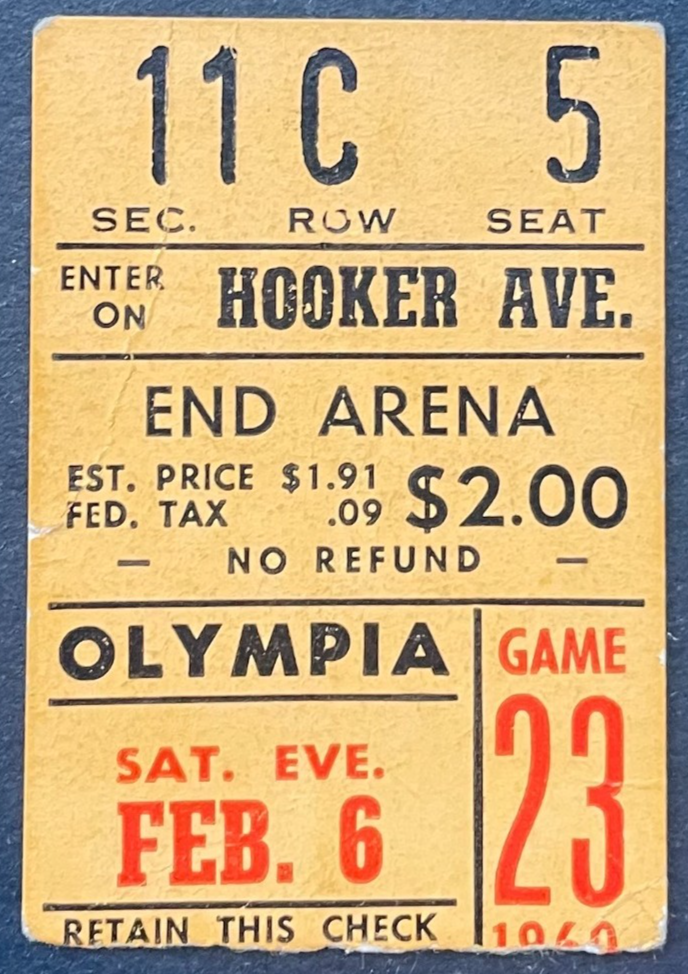 11 C 5
SEC. ROW SEAT
ENTER ON HOOKER AVE.
END ARENA
EST. PRICE $1.91 $2.00
FED. TAX .09
— NO REFUND —
OLYMPIA
GAME
23
SAT. EVE.
FEB. 6
RETAIN THIS CHECK
1960